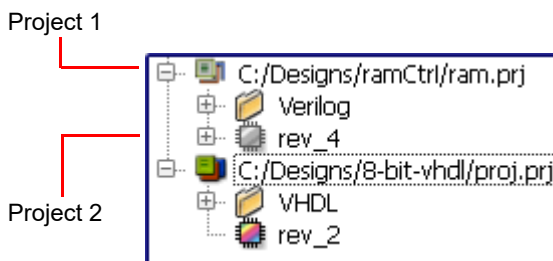 Project 1
C:/Designs/ramCtrl/ram.prj
Verilog
rev_4
C:/Designs/8-bit-vhdl/proj.prj
Project 2
VHDL
rev_2